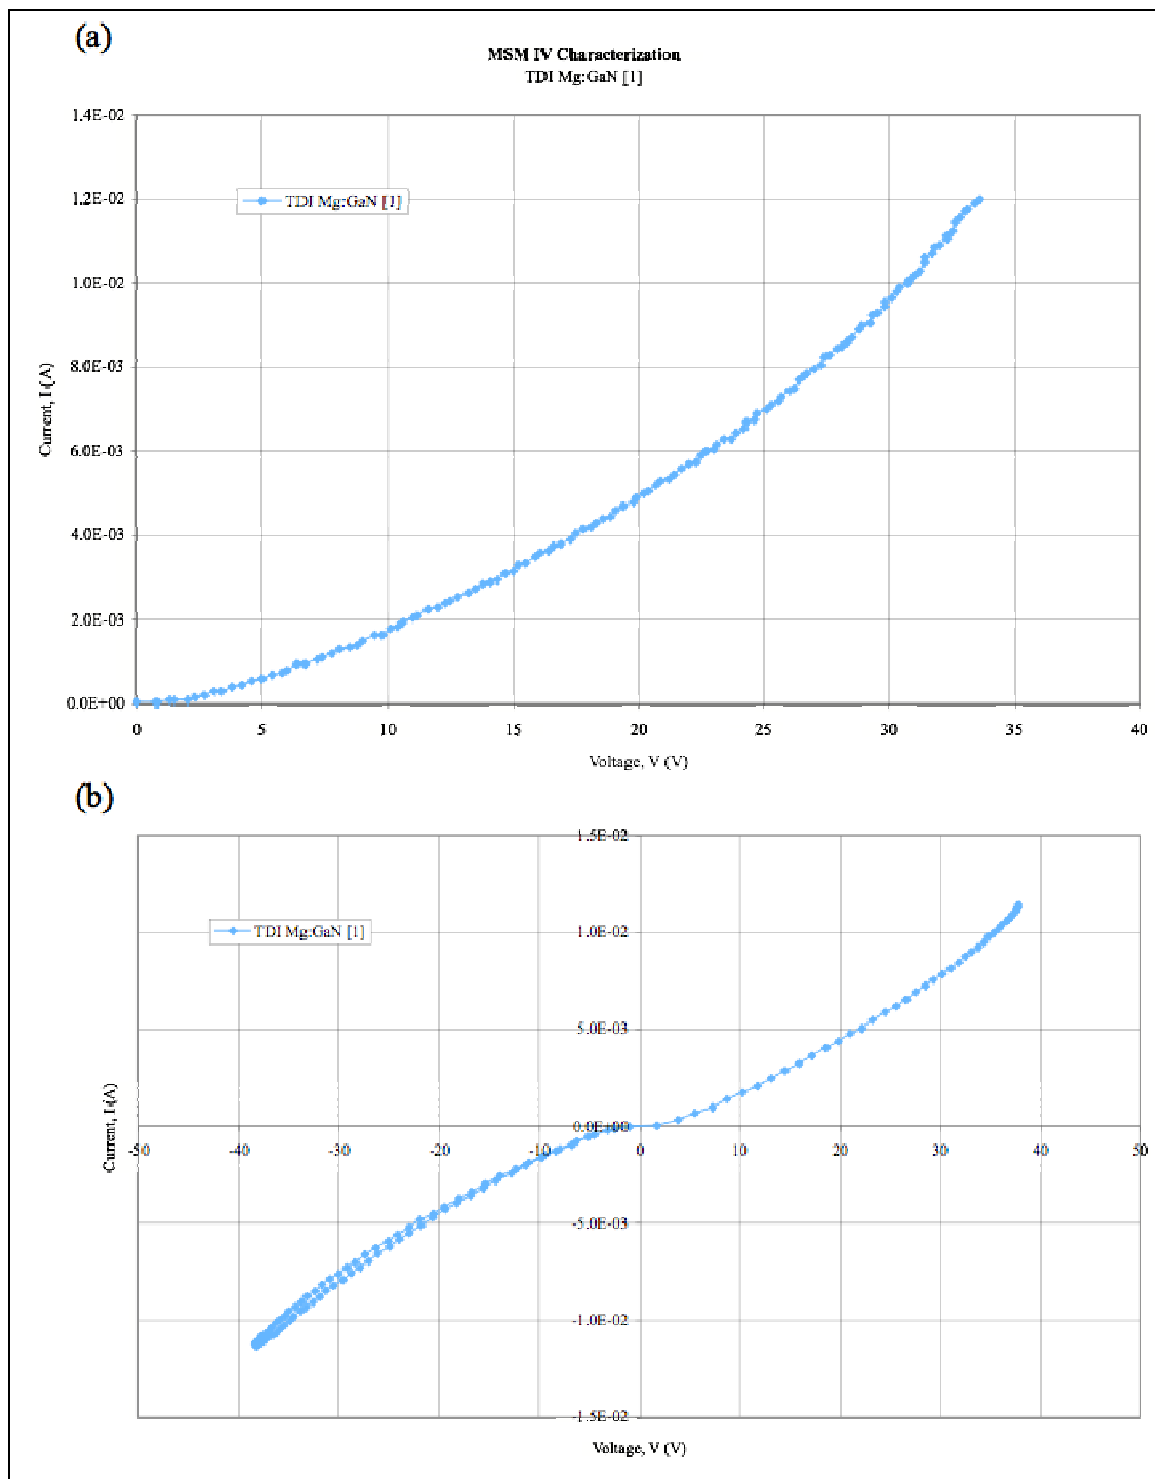 (a)
MSM IV Characterization
TDI Mg:GaN [1]
1.4E-02
TDI Mg:GaN [1]
1.2E-02
1.0E-02
8.0E-03
Current, I (A)
6.0E-03
4.0E-03
2.0E-03
0.0E+00
0 5 10 15 20 25 30 35 40
Voltage, V (V)
(b)
1.5E-02
TDI Mg:GaN [1]
1.0E-02
5.0E-03
Current, I (A)
0.0E+00
-50 -40 -30 -20 -10 0 10 20 30 40 50
-5.0E-03
-1.0E-02
-1.5E-02
Voltage, V (V)